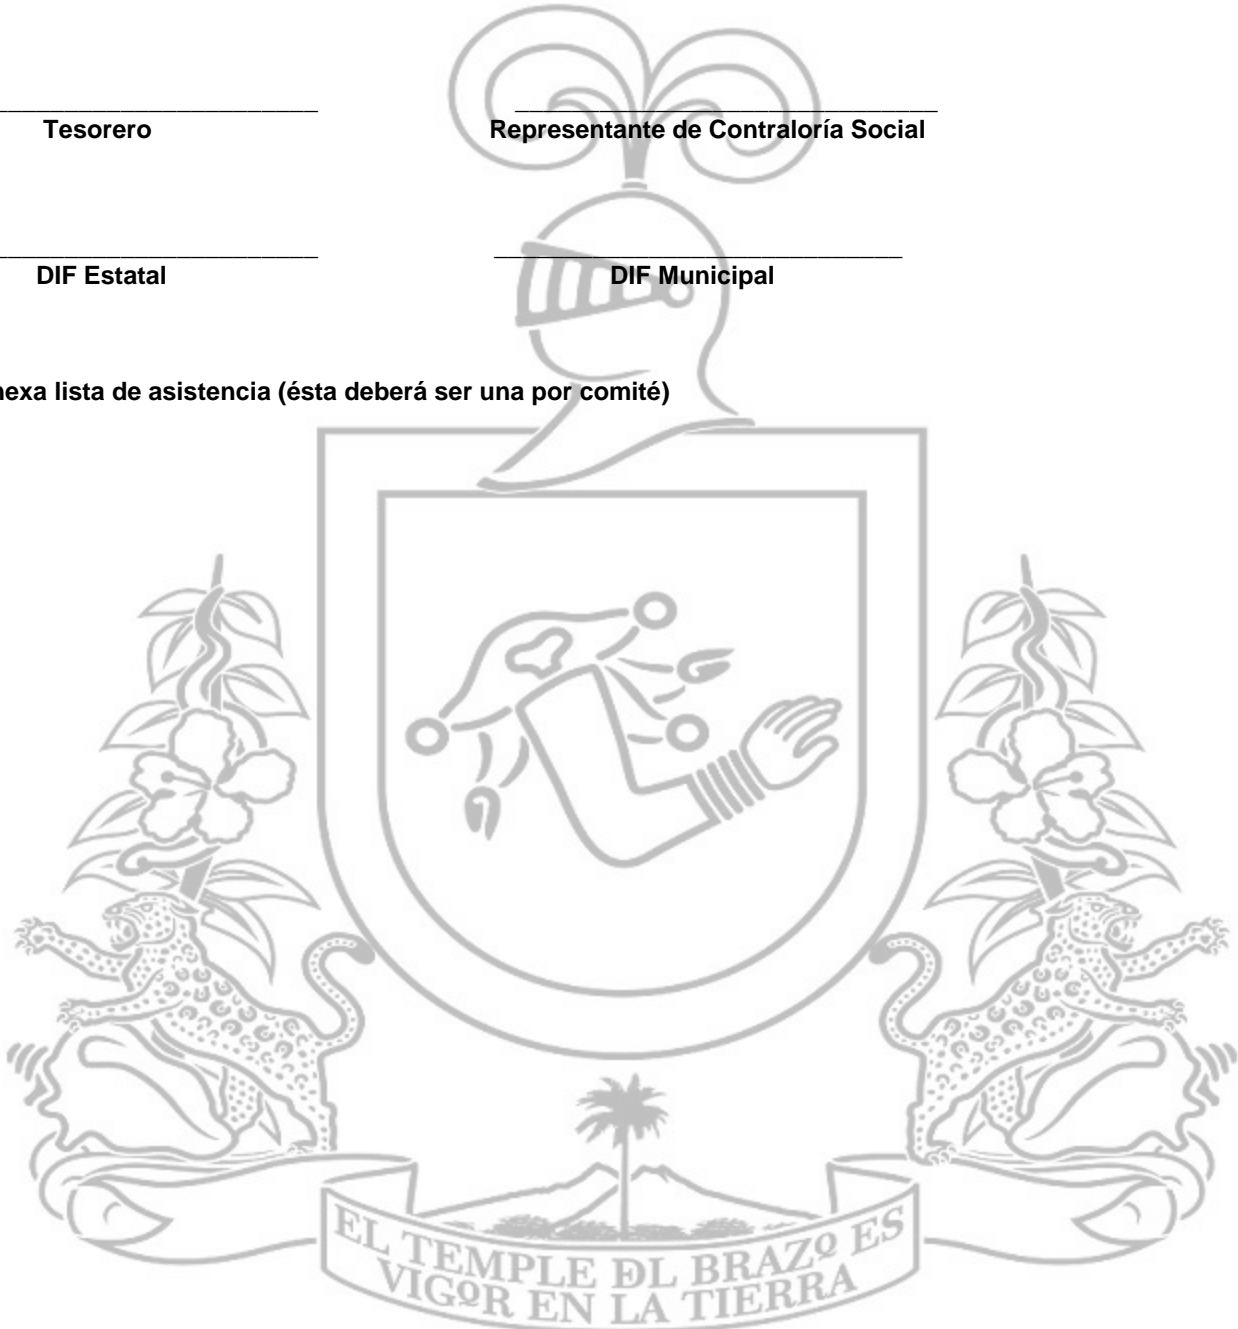 Tesorero Representante de Contraloría Social
DIF Estatal DIF Municipal
nexa lista de asistencia (ésta deberá ser una por comité)
EL TEMPLE DL BRAZO ES
VIGOR EN LA TIERRA